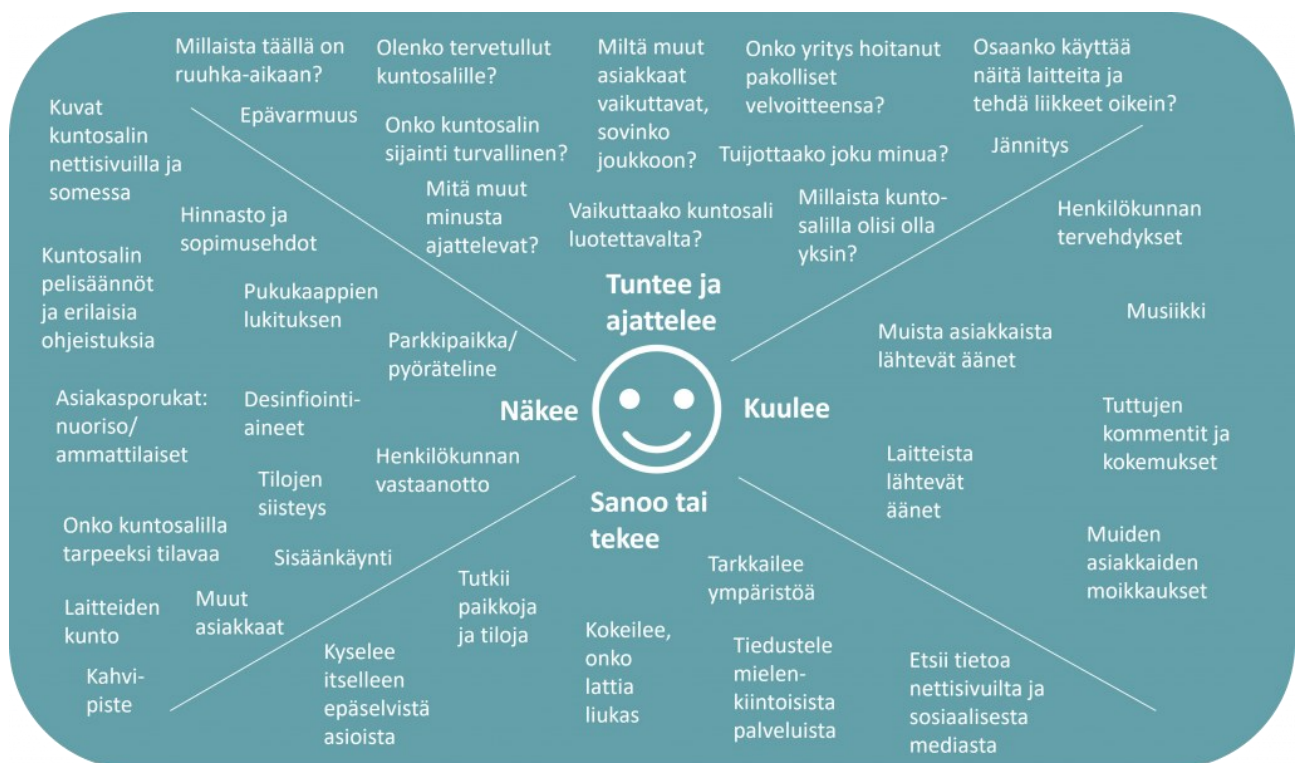 Millaista täällä on
ruuhka-aikaan?
Olenko tervetullut
kuntosalille?
Miltä muut
asiakkaat
vaikuttavat,
sovinko
joukkoon?
Onko yritys hoitanut
pakolliset
velvoitteensa?
Osaanko käyttää
näitä laitteita ja
tehdä liikkeet oikein?
Epävarmuus
Onko kuntosalin
sijainti turvallinen?
Tuijottaako joku minua?
Jännitys
Mitä muut
minusta
ajattelevat?
Vaikuttaako kuntosali
luotettavalta?
Millaista kunto-
salilla olisi olla
yksin?
Tuntee ja
ajattelee
Kuvat
kuntosalin
nettisivuilla ja
somessa
Hinnasto ja
sopimusehdot
Kuntosalin
pelisäännöt
ja erilaisia
ohjeistuksia
Pukukaappien
lukituksen
Parkkipaikka/
pyöräteline
Näkee
Asiakasporukat:
nuoriso/
ammattilaiset
Desinfiointi-
aineet
Henkilökunnan
vastaanotto
Tilojen
siisteys
Onko kuntosalilla
tarpeeksi tilavaa
Sisäänkäynti
Laitteiden
kunto
Muut
asiakkaat
Kahvi-
piste
Kuulee
Henkilökunnan
tervehdykset
Musiikki
Muista asiakkaista
lähtevät äänet
Tuttujen
kommentit ja
kokemukset
Laitteista
lähtevät
äänet
Muiden
asiakkaiden
moikkaukset
Sanoo tai
tekee
Tutkii
paikkoja
ja tiloja
Tarkkailee
ympäristöä
Kyselee
itselleen
epäselvistä
asioista
Kokeilee,
onko
lattia
liukas
Tiedustele
mielen-
kiintoisista
palveluista
Etsii tietoa
nettisivuilta ja
sosiaalisesta
mediasta